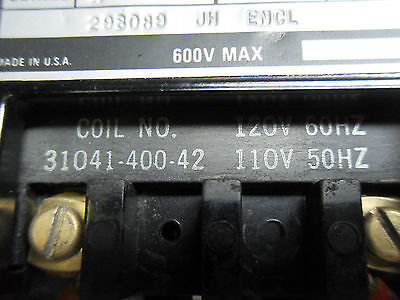 298089 JH ENCL
MADE IN U.S.A.
600V MAX
COIL NO. 120V 60HZ
31041-400-42 110V 50HZ